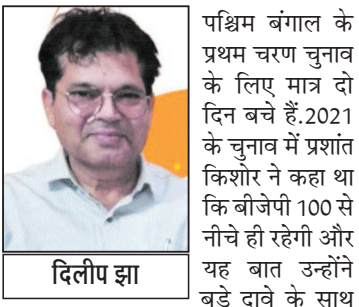 पश्चिम बंगाल के
प्रथम चरण चुनाव
के लिए मात्र दो
दिन बचे हैं.2021
के चुनाव में प्रशांत
किशोर ने कहा था
कि बीजेपी 100 से
नीचे ही रहेगी और
यह बात उन्होंने
बड़े दावे के साथ
दिलीप झा